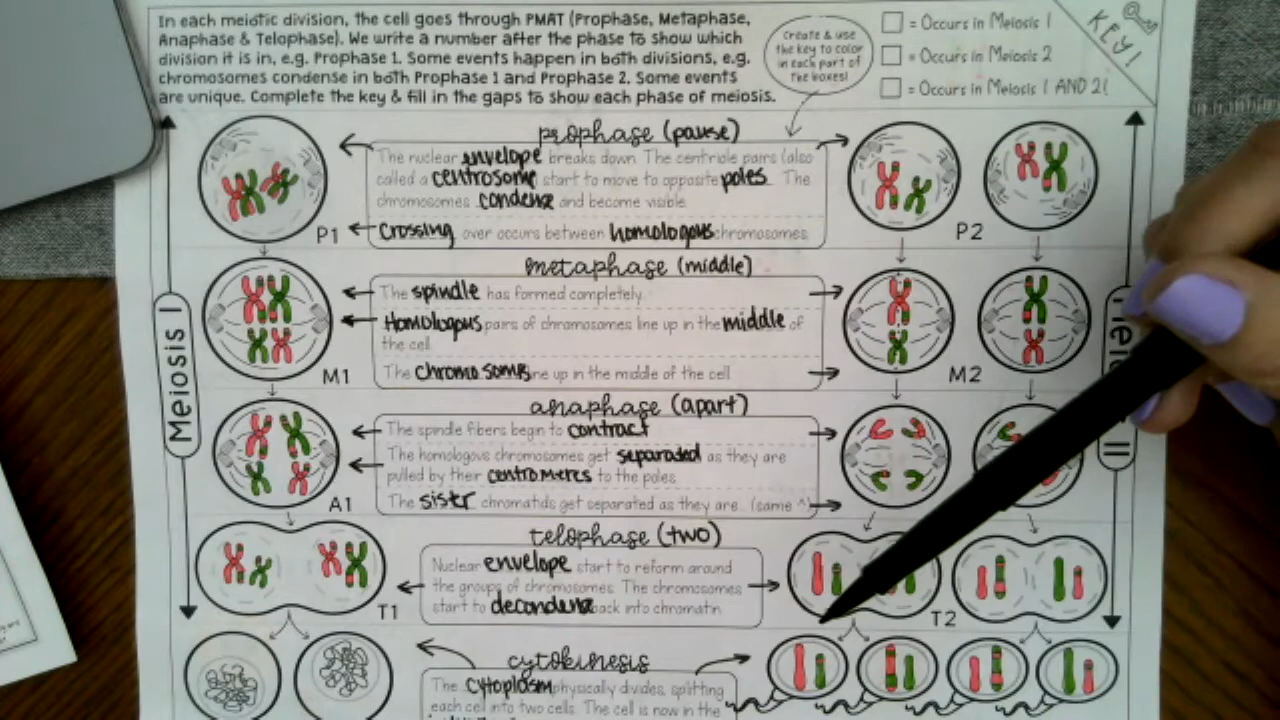 In each meiotic division, the cell goes through PMAT (Prophase, Metaphase,
Anaphase & Telophase). We write a number after the phase to show which
division it is in, e.g. Prophase 1. Some events happen in both divisions, e.g.
chromosomes condense in both Prophase 1 and Prophase 2. Some events
are unique. Complete the key & fill in the gaps to show each phase of meiosis.
Create & use
the key to color
in each part of
the boxes!
= Occurs in Meiosis 1
= Occurs in Meiosis 2
= Occurs in Meiosis 1 AND 2!
KEY!
prophase (pause)
The nuclear envelope breaks down. The centriole pairs (also
called a centrosome start to move to opposite poles. The
chromosomes condense and become visible.
Crossing over occurs between homologous chromosomes.
P1
P2
metaphase (middle)
The spindle has formed completely.
Homologous pairs of chromosomes line up in the middle of
the cell.
The chromosomes line up in the middle of the cell.
M1
M2
Meiosis I
II
anaphase (apart)
The spindle fibers begin to contract
The homologous chromosomes get separated as they are
pulled by their centromeres to the poles.
The sister chromatids get separated as they are.. (same ^)
A1
telophase (two)
Nuclear envelope start to reform around
the groups of chromosomes. The chromosomes
start to decondense back into chromatin.
T1
T2
cytokinesis
The cytoplasm physically divides, splitting
each cell into two cells. The cell is now in the